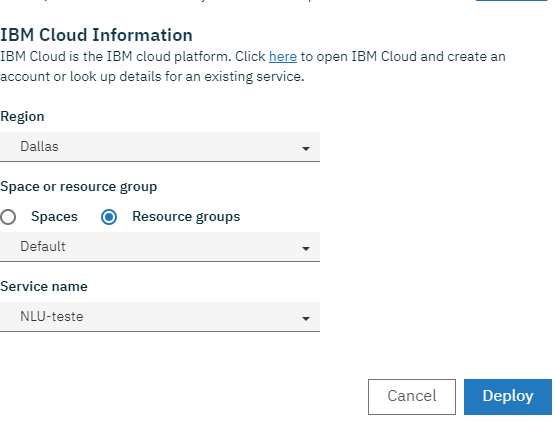 IBM Cloud Information
IBM Cloud is the IBM cloud platform. Click here to open IBM Cloud and create an
account or look up details for an existing service.
Region
Dallas
Space or resource group
Spaces Resource groups
Default
Service name
NLU-teste
Cancel Deploy